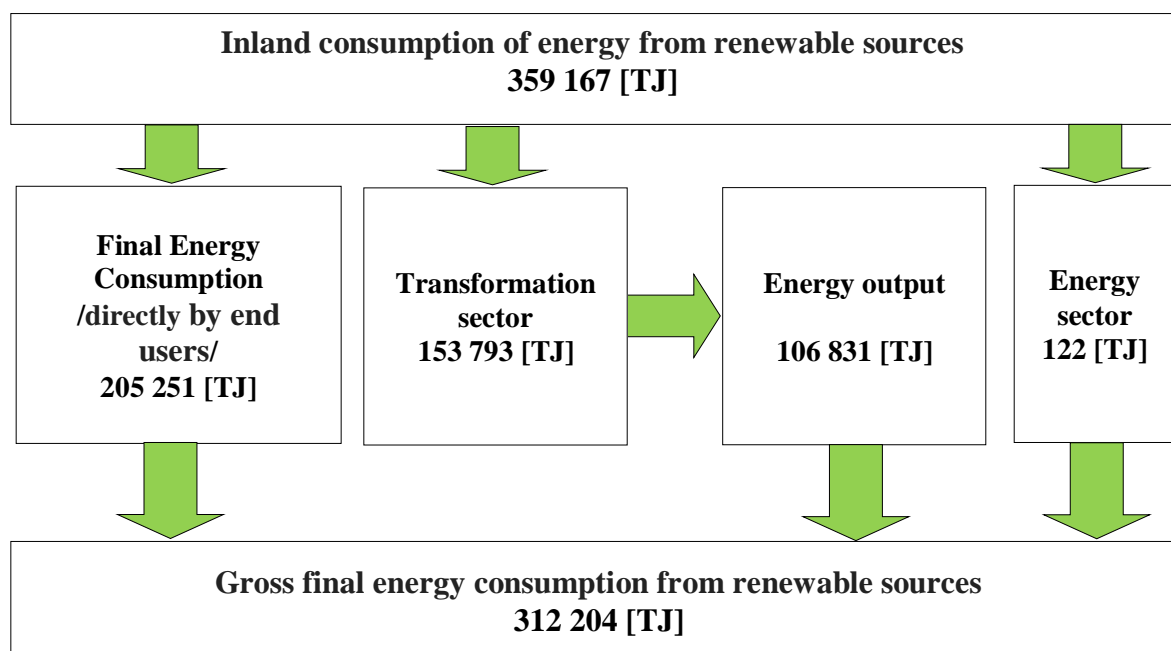 Inland consumption of energy from renewable sources
359 167 [TJ]
Final Energy
Consumption
/directly by end
users/
205 251 [TJ]
Transformation
sector
153 793 [TJ]
Energy output
106 831 [TJ]
Energy
sector
122 [TJ]
Gross final energy consumption from renewable sources
312 204 [TJ]